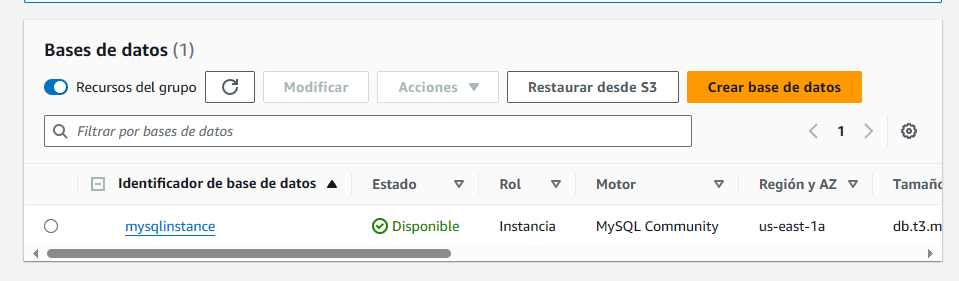 Bases de datos (1)
Recursos del grupo Modificar Acciones Restaurar desde S3 Crear base de datos
Filtrar por bases de datos 1
Identificador de base de datos Estado Rol Motor Región y AZ Tamaño
mysqlinstance Disponible Instancia MySQL Community us-east-1a db.t3.m